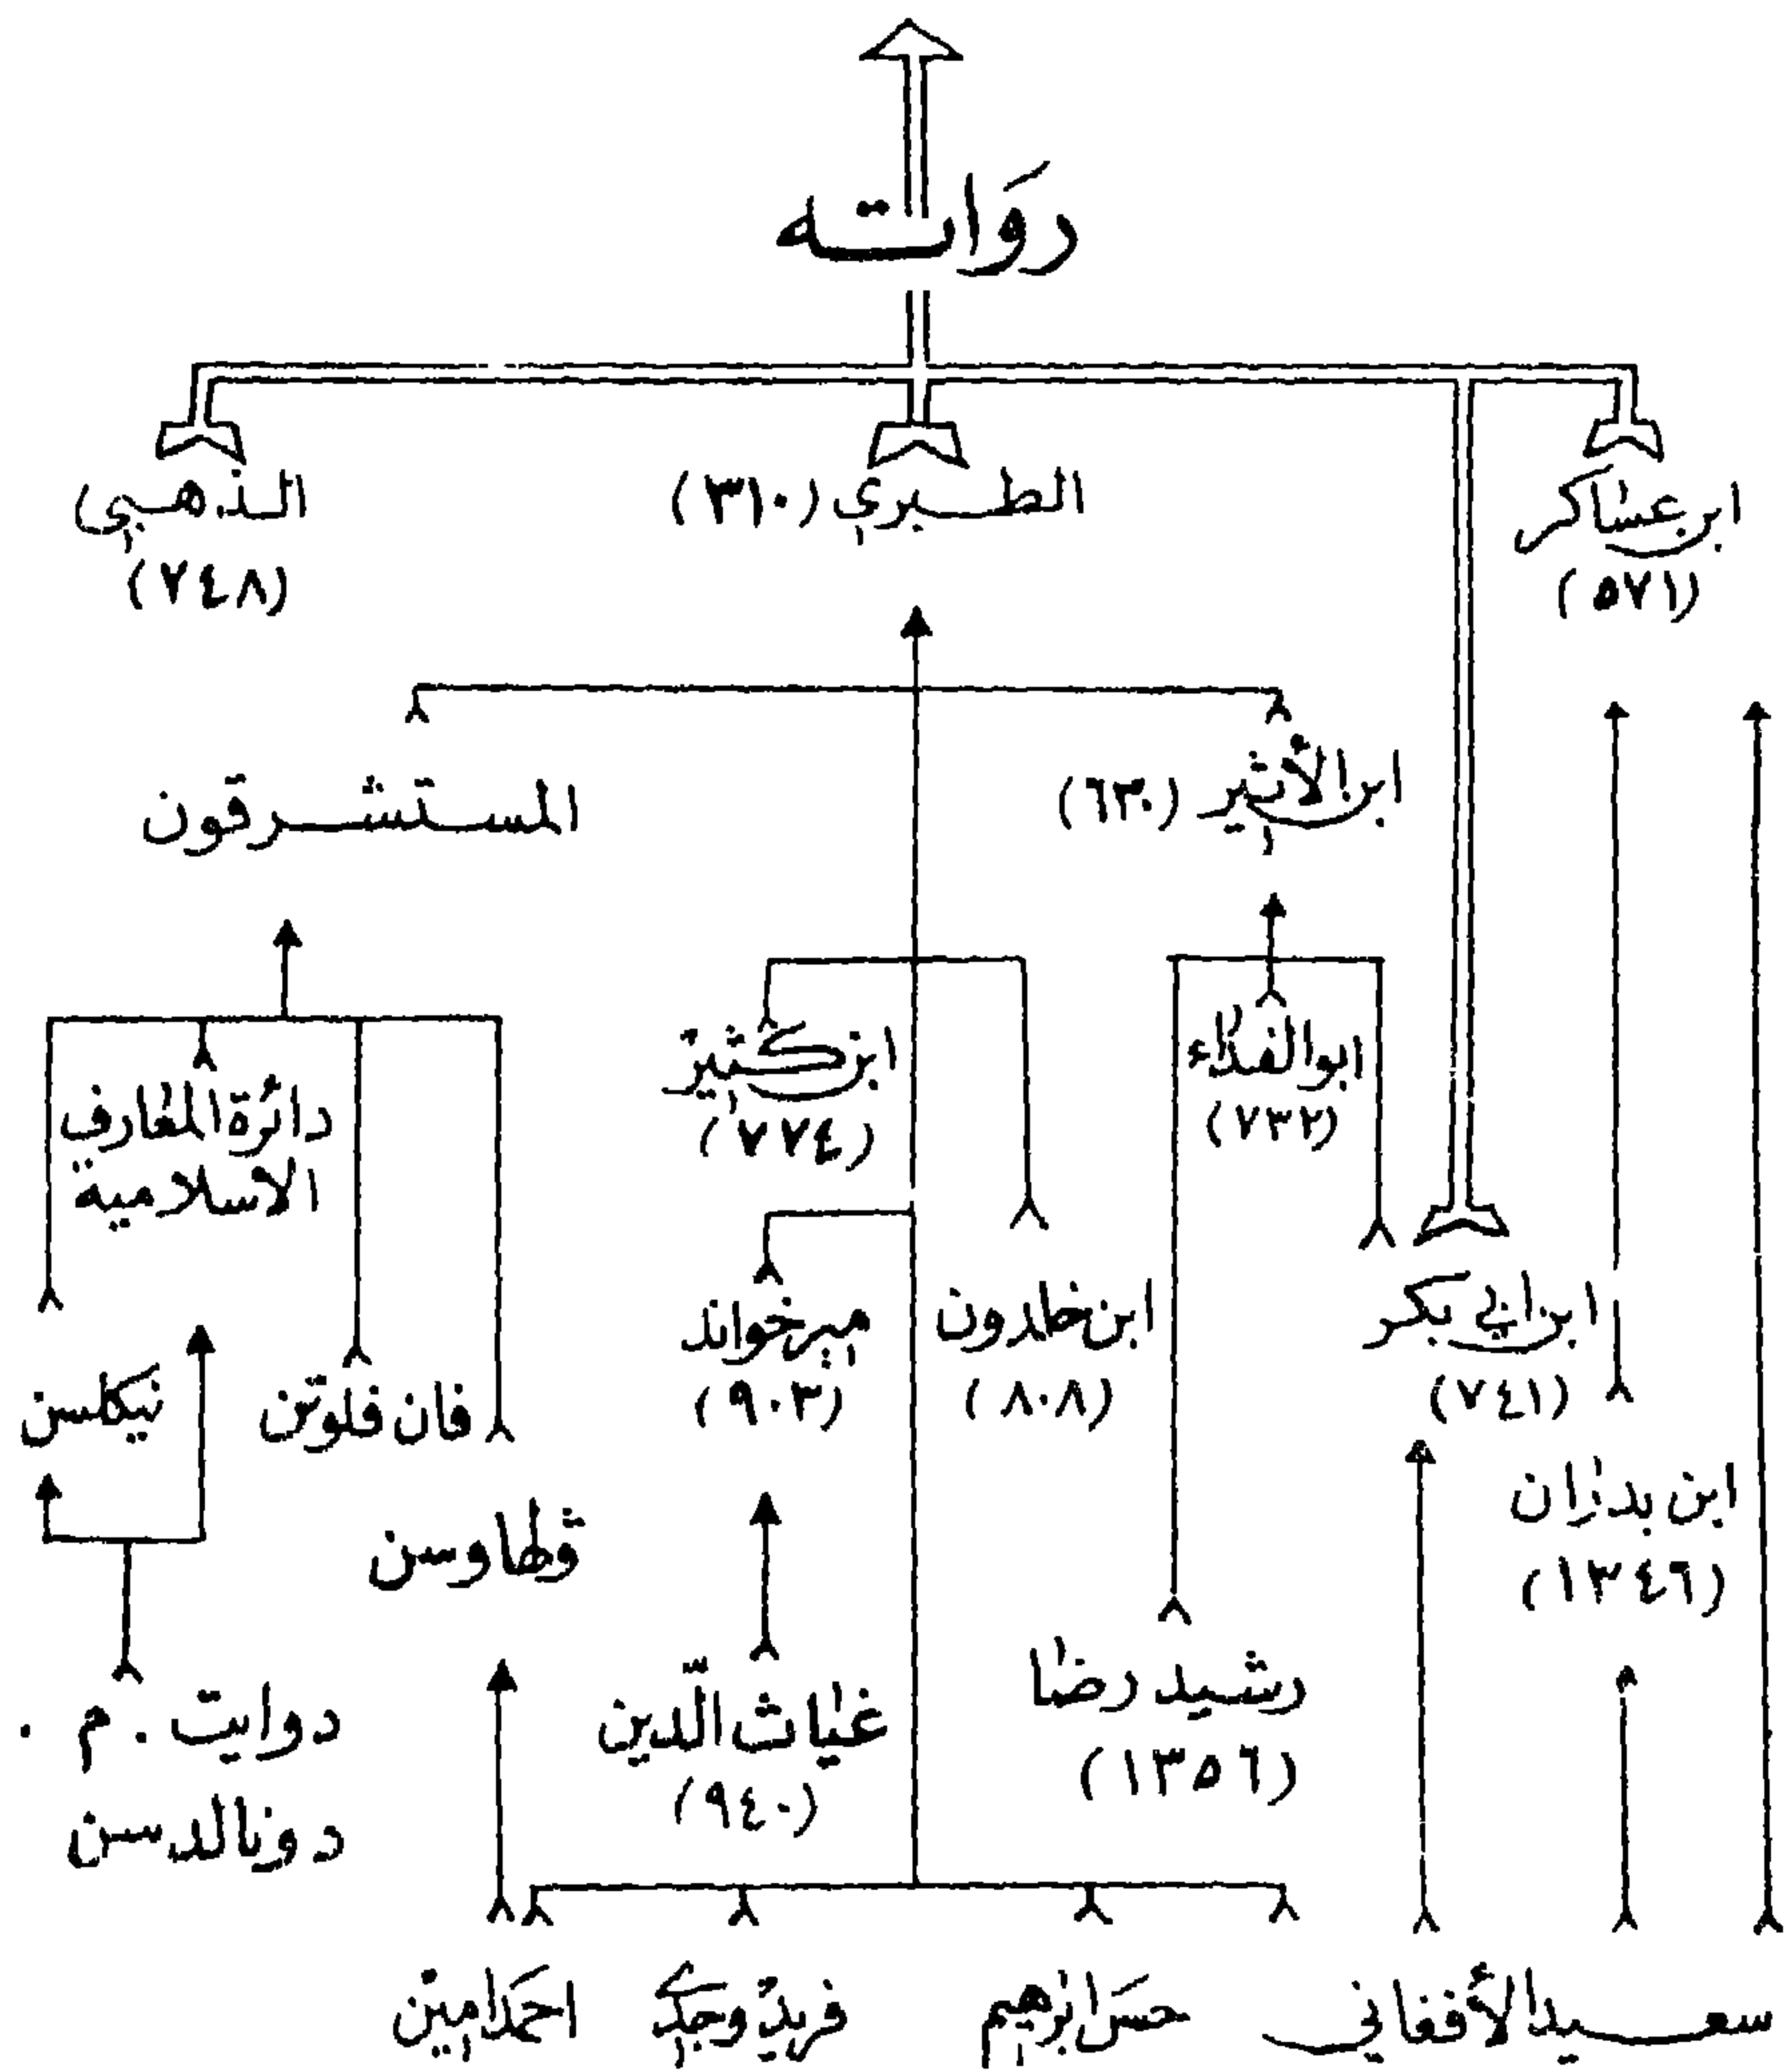 رواته
ابن عساكر
(٥٧١)
الطبري (٣١٠)
الذهبي
(٧٤٨)
ابن الأثير (٦٣٠)
المستشرقون
ابو الفداء
(٧٣٢)
ابن كثير
(٧٧٤)
دائرة المعارف
الاسلامية
ابن ابي بكر
(٧٤١)
ابن خلدون
(٨٠٨)
ميرخواند
(٩٠٣)
فان فلوتن
نيكلسن
ابن بدران
(١٣٤٦)
ڤلهاوسن
رشيد رضا
(١٣٥٦)
غياث الدين
(٩٤٠)
دوايت . م .
دونالدسن
سعيد الأفغاني
حسن ابراهيم
فريد وجدي
احمد امين